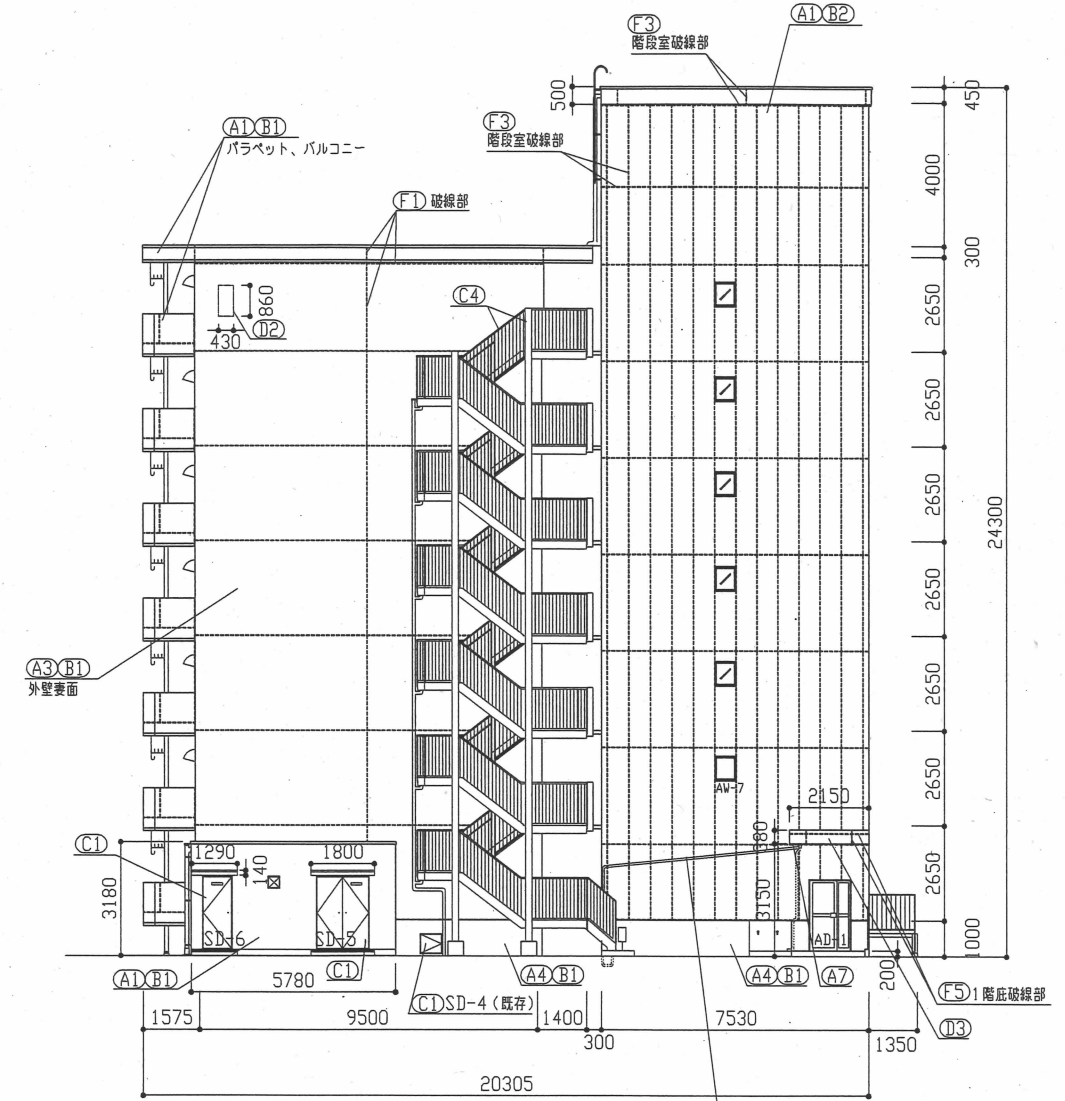 A1 B2
F3
階段室破線部
500
450
A1 B1
パラペット、バルコニー
F3
階段室破線部
4000
F1 破線部
300
860
430
D2
C4
2650
2650
2650
24300
2650
A3 B1
外壁妻面
2650
2650
AW-7
2150
380
C1
1290
1800
140
2650
3180
3150
SD-6
SD-5
AD-1
1000
200
A1 B1
C1
A4 B1
A4 B1
A7
5780
C1 SD-4（既存）
F5 1階庇破線部
1575
9500
1400
300
7530
D3
1350
20305